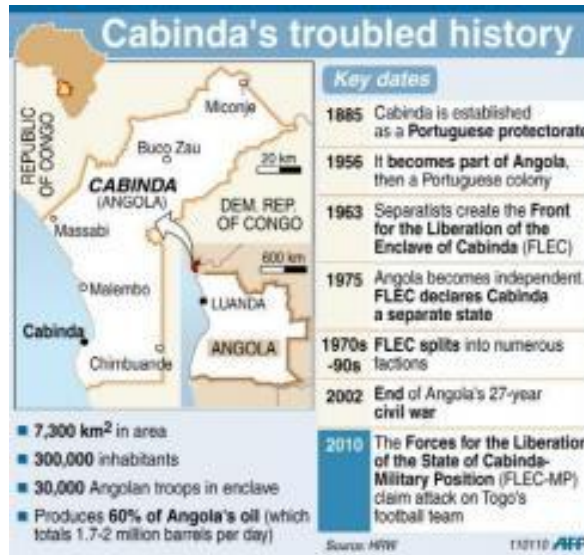 Cabinda's troubled history
REPUBLIC
OF CONGO
Miconje
Buco Zau
20 km
CABINDA
(ANGOLA)
DEM. REP.
OF CONGO
Massabi
600 km
Malembo
LUANDA
Cabinda
ANGOLA
Chimbuande
7,300 km² in area
300,000 inhabitants
30,000 Angolan troops in enclave
Produces 60% of Angola's oil (which
totals 1.7-2 million barrels per day)
Key dates
1885 Cabinda is established
as a Portuguese protectorate
1956 It becomes part of Angola,
then a Portuguese colony
1963 Separatists create the Front
for the Liberation of the
Enclave of Cabinda (FLEC)
1975 Angola becomes independent.
FLEC declares Cabinda
a separate state
1970s FLEC splits into numerous
-90s factions
2002 End of Angola's 27-year
civil war
2010 The Forces for the Liberation
of the State of Cabinda-
Military Position (FLEC-MP)
claim attack on Togo's
football team
Source: HRW
110110 AFP